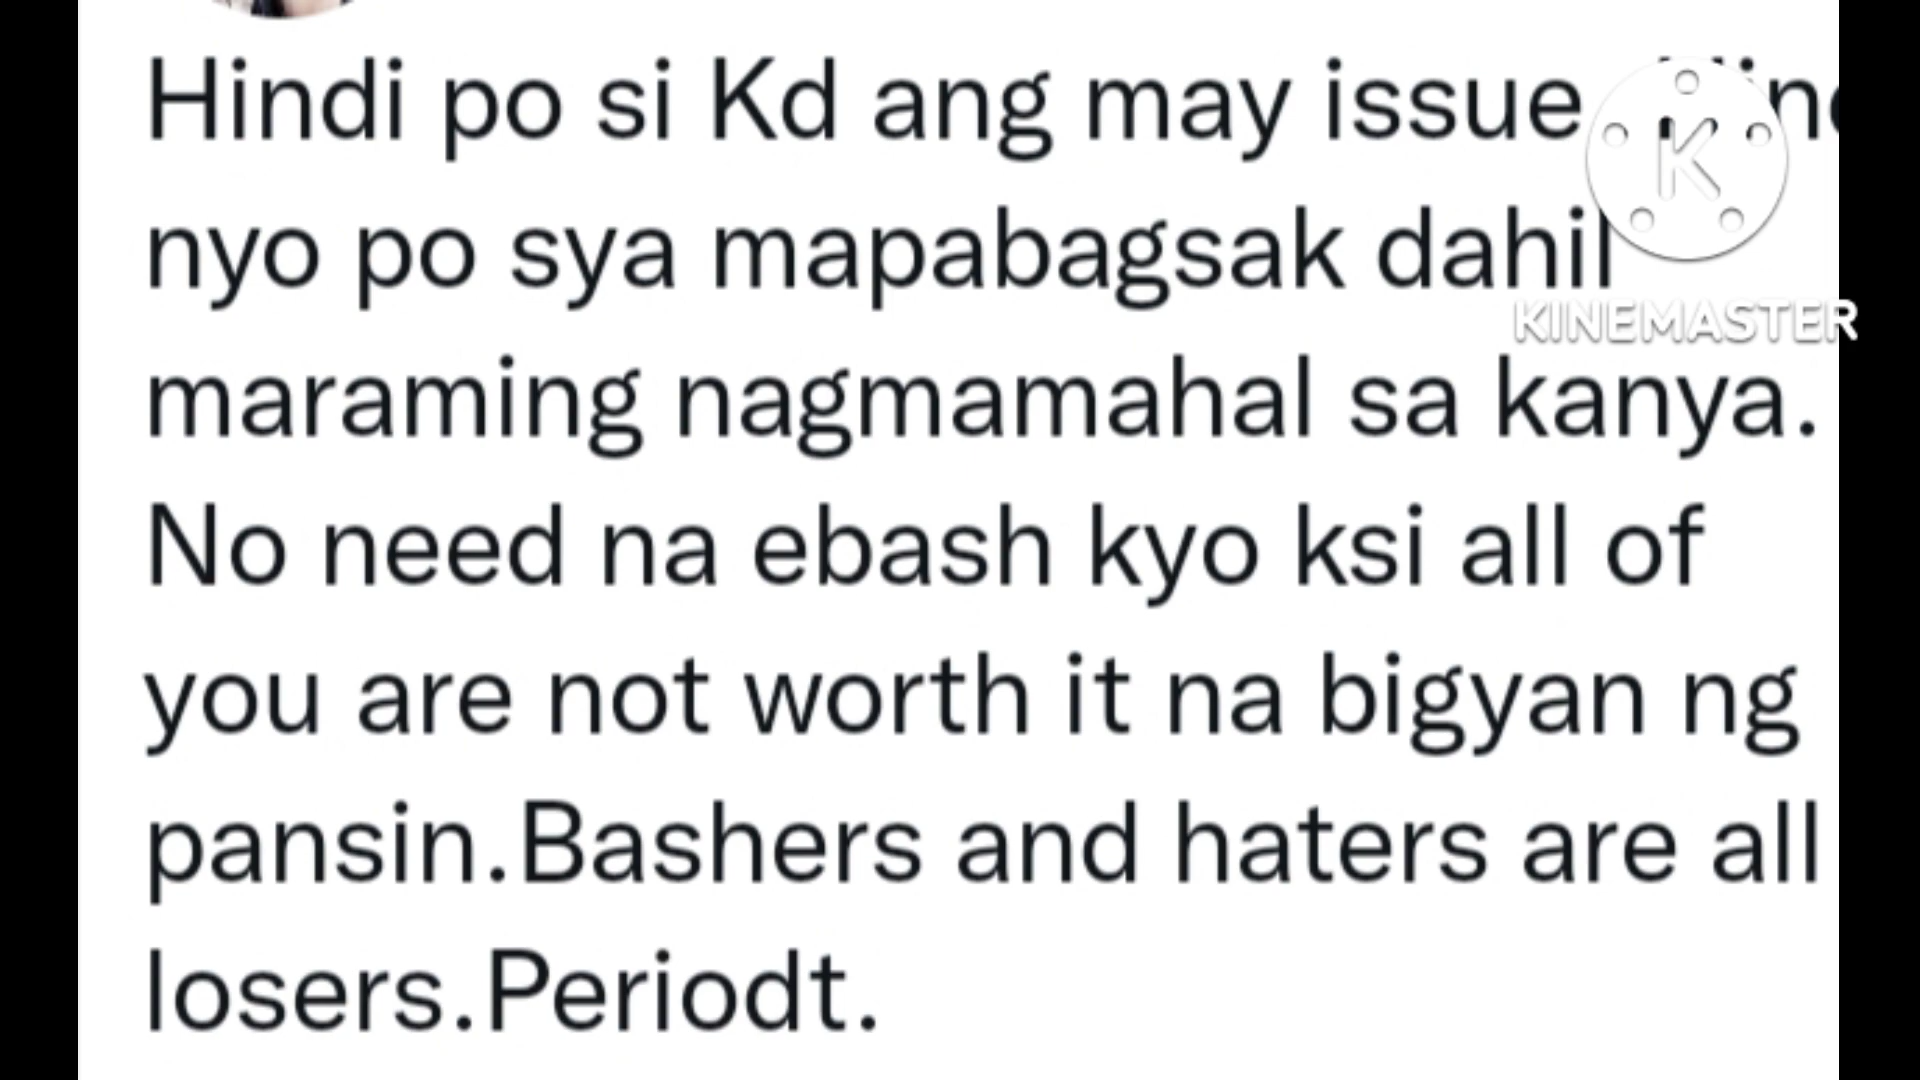 Hindi po si Kd ang may issue
nyo po sya mapabagsak dahil
KINEMASTER
maraming nagmamahal sa kanya.
No need na ebash kyo ksi all of
you are not worth it na bigyan ng
pansin.Bashers and haters are all
losers.Periodt.